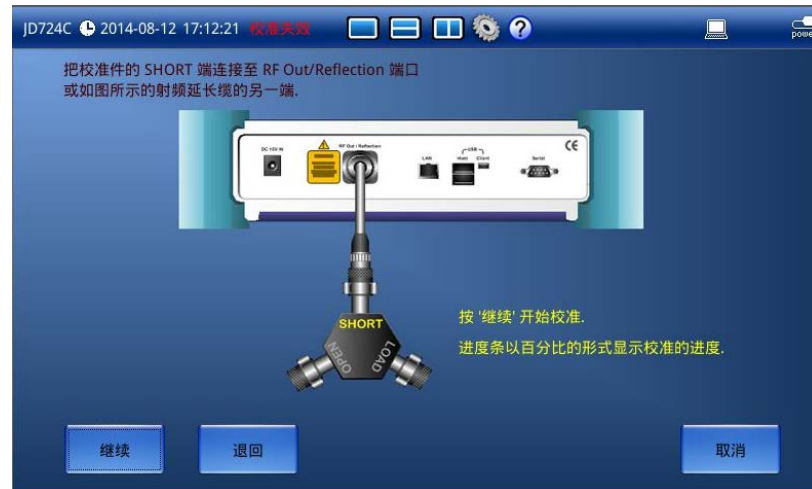 JD724C 2014-08-12 17:12:21 校准失效
把校准件的 SHORT 端连接至 RF Out/Reflection 端口
或如图所示的射频延长缆的另一端.
DC 15V IN
RF Out / Reflection
LAN
USB
Host
Client
Serial
CE
SHORT
OPEN
LOAD
按 '继续' 开始校准.
进度条以百分比的形式显示校准的进度.
继续
退回
取消